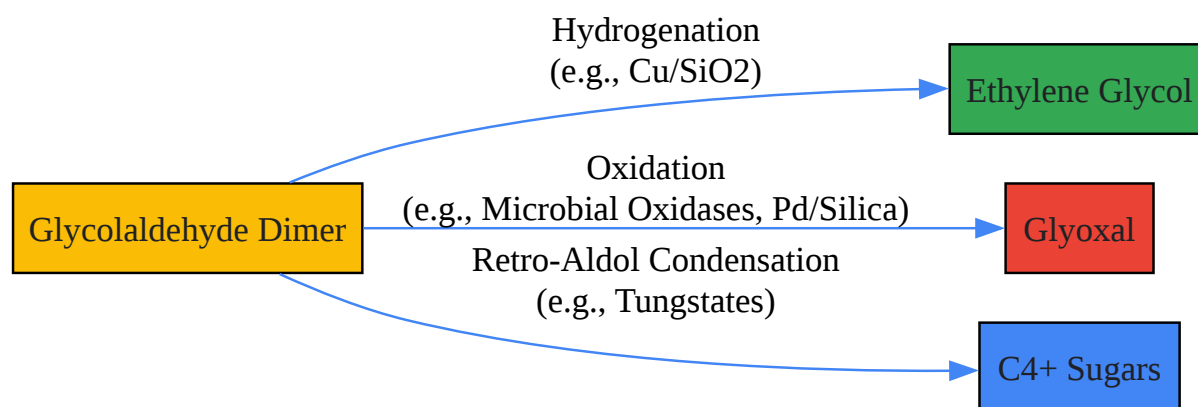 Hydrogenation
(e.g., Cu/SiO2)
Ethylene Glycol
Oxidation
(e.g., Microbial Oxidases, Pd/Silica)
Glycolaldehyde Dimer
Glyoxal
Retro-Aldol Condensation
(e.g., Tungstates)
C4+ Sugars